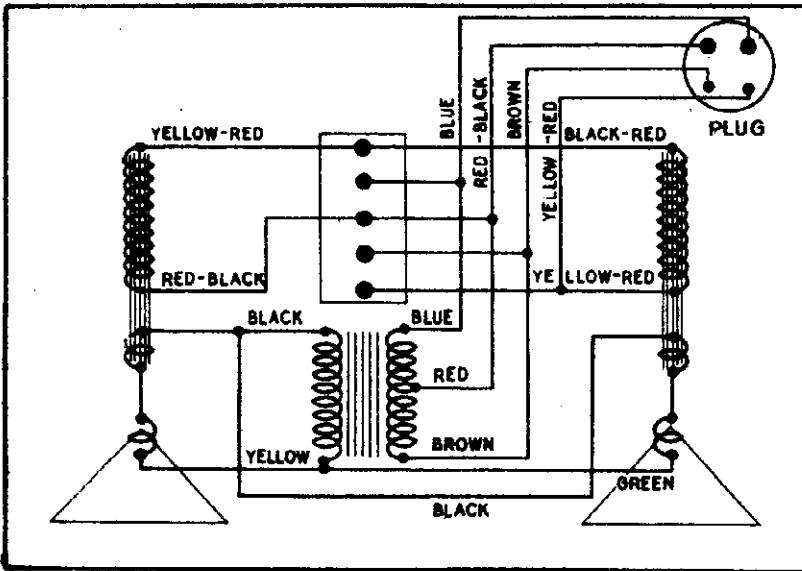 PLUG
BLUE
RED-BLACK
BROWN
YELLOW-RED
YELLOW-RED
BLACK-RED
RED-BLACK
YELLOW-RED
BLACK
BLUE
RED
YELLOW
BROWN
GREEN
BLACK